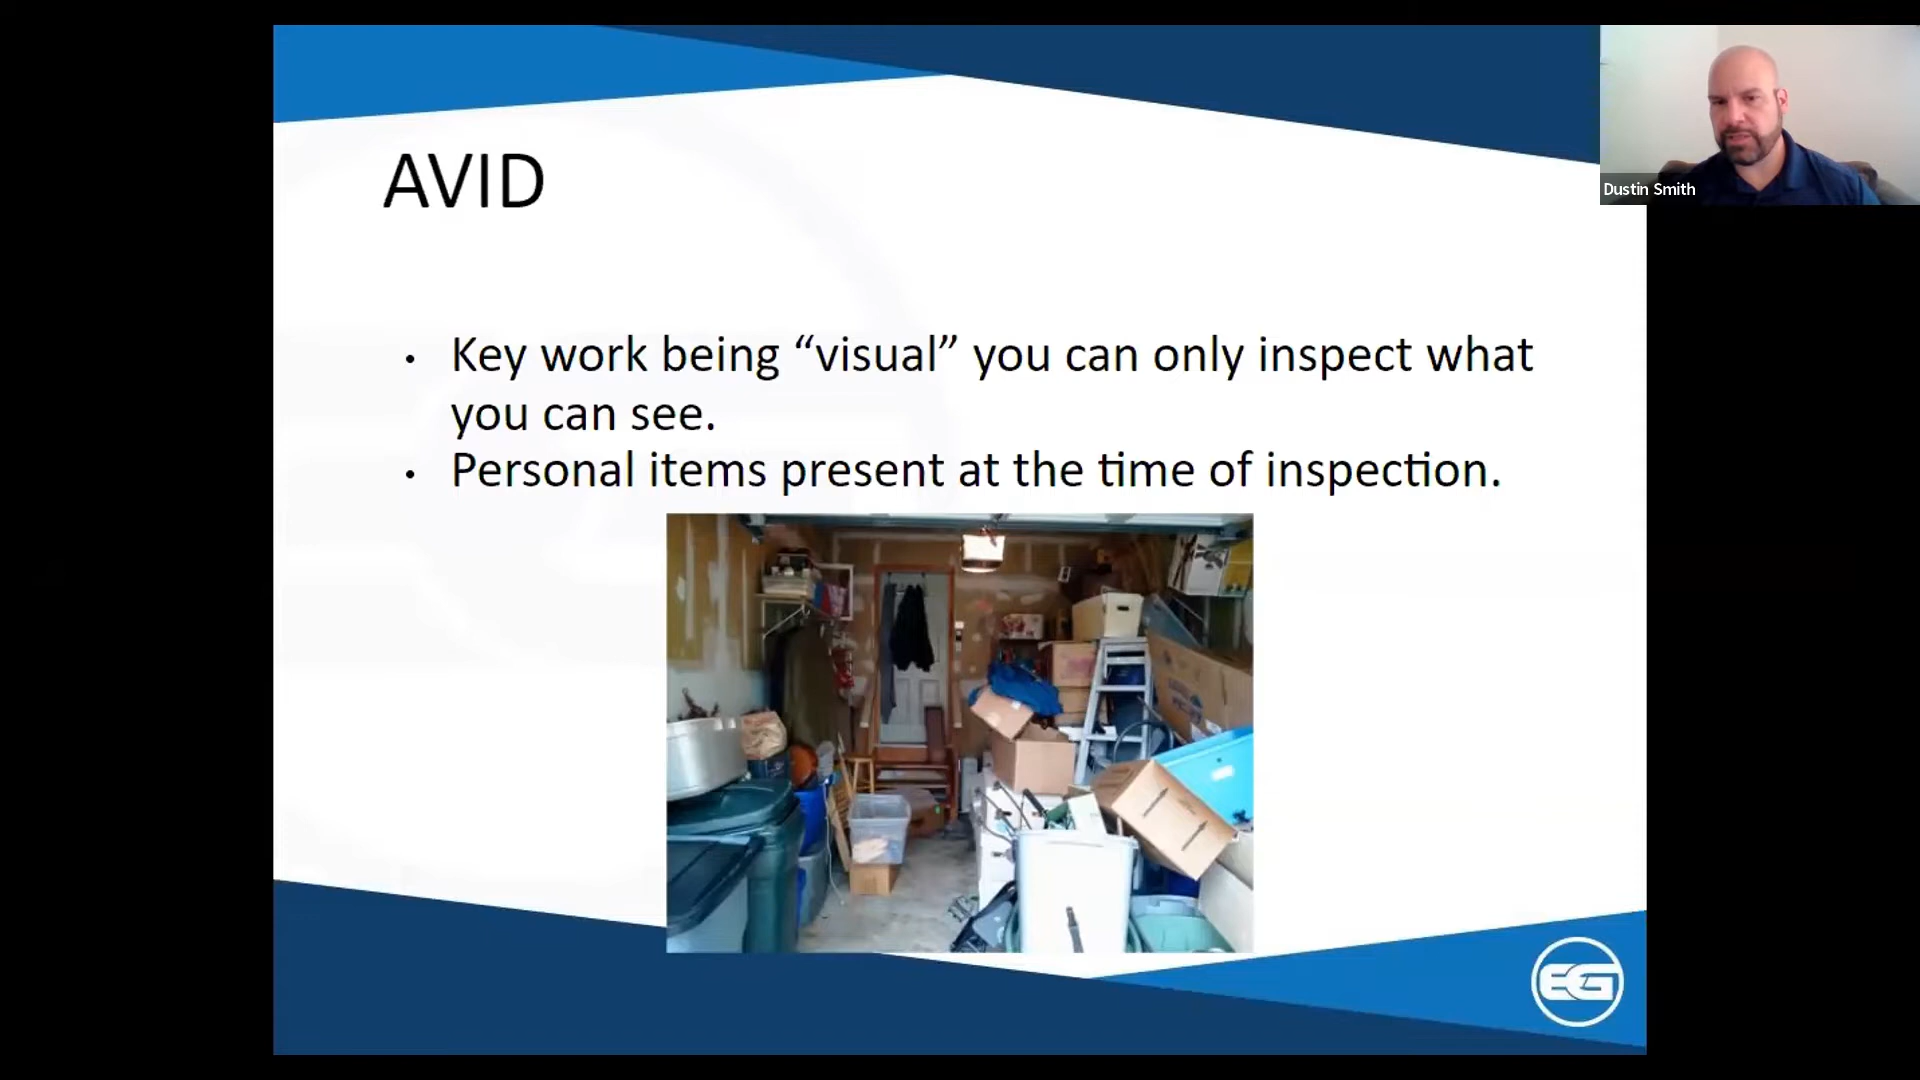 AVID
Dustin Smith
• Key work being “visual” you can only inspect what
you can see.
• Personal items present at the time of inspection.
EG